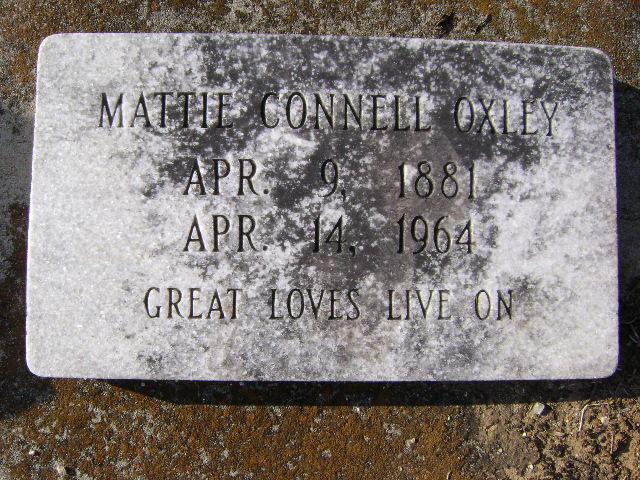 MATTIE CONNELL OXLEY
APR. 9, 1881
APR. 14, 1964
GREAT LOVES LIVE ON